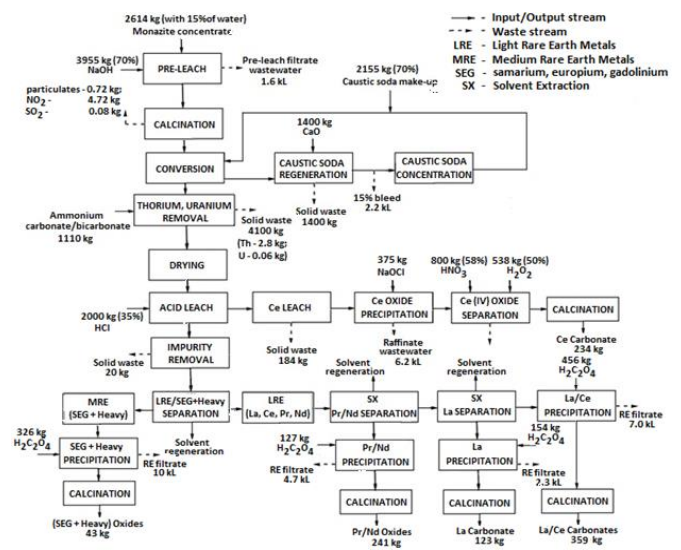 2614 kg (with 15%of water)
Monazite concentrate
Input/Output stream
Waste stream
LRE - Light Rare Earth Metals
MRE - Medium Rare Earth Metals
SEG - samarium, europium, gadolinium
SX - Solvent Extraction
3955 kg (70%)
NaOH
PRE-LEACH
Pre-leach filtrate
wastewater
1.6 kL
2155 kg (70%)
Caustic soda make-up
particulates - 0.72 kg;
NO2 - 4.72 kg
SO2 - 0.08 kg
CALCINATION
1400 kg
CaO
CONVERSION
CAUSTIC SODA
REGENERATION
CAUSTIC SODA
CONCENTRATION
15% bleed
2.2 kL
Solid waste
1400 kg
THORIUM, URANIUM
REMOVAL
Ammonium
carbonate/bicarbonate
1110 kg
Solid waste
4100 kg
(Th - 2.8 kg;
U - 0.06 kg)
DRYING
375 kg
NaOCl
800 kg (58%)
HNO3
538 kg (50%)
H2O2
2000 kg (35%)
HCl
ACID LEACH
Ce LEACH
Ce OXIDE
PRECIPITATION
Ce (IV) OXIDE
SEPARATION
CALCINATION
Ce Carbonate
234 kg
Solid waste
184 kg
Raffinate
wastewater
6.2 kL
IMPURITY
REMOVAL
Solid waste
20 kg
Solvent
regeneration
Solvent
regeneration
456 kg
H2C2O4
MRE
(SEG + Heavy)
LRE/SEG+Heavy
SEPARATION
LRE
(La, Ce, Pr, Nd)
SX
Pr/Nd SEPARATION
SX
La SEPARATION
La/Ce
PRECIPITATION
RE filtrate
7.0 kL
Solvent
regeneration
326 kg
H2C2O4
SEG + Heavy
PRECIPITATION
RE filtrate
10 kL
127 kg
H2C2O4
Pr/Nd
PRECIPITATION
RE filtrate
4.7 kL
154 kg
H2C2O4
La
PRECIPITATION
RE filtrate
2.3 kL
CALCINATION
CALCINATION
CALCINATION
CALCINATION
(SEG + Heavy) Oxides
43 kg
Pr/Nd Oxides
241 kg
La Carbonate
123 kg
La/Ce Carbonates
359 kg